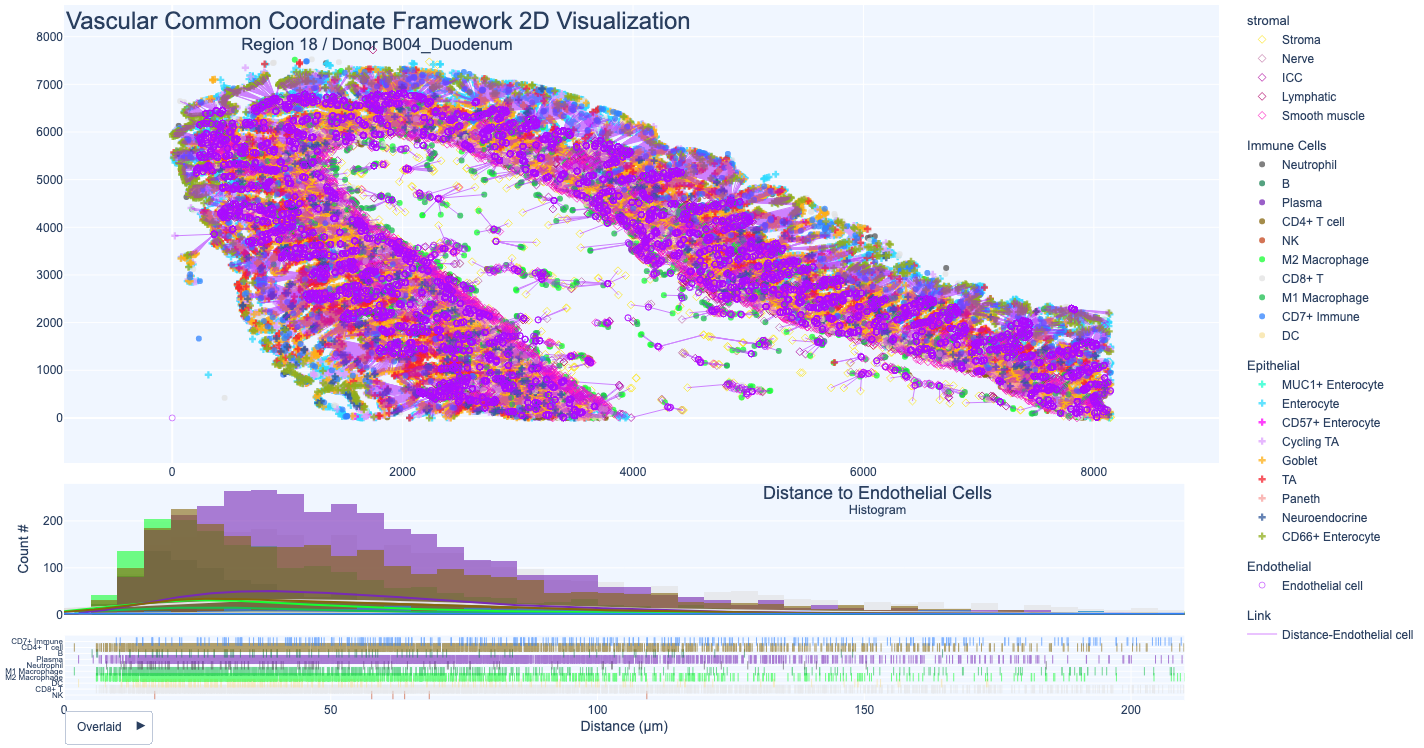 Vascular Common Coordinate Framework 2D Visualization
Region 18 / Donor B004_Duodenum
8000
7000
6000
5000
4000
3000
2000
1000
0
0 2000 4000 6000 8000
stromal
Stroma
Nerve
ICC
Lymphatic
Smooth muscle
Immune Cells
Neutrophil
B
Plasma
CD4+ T cell
NK
M2 Macrophage
CD8+ T
M1 Macrophage
CD7+ Immune
DC
Epithelial
MUC1+ Enterocyte
Enterocyte
CD57+ Enterocyte
Cycling TA
Goblet
TA
Paneth
Neuroendocrine
CD66+ Enterocyte
Endothelial
Endothelial cell
Link
Distance-Endothelial cell
Distance to Endothelial Cells
Histogram
Count #
200
100
0
CD7+ Immune
CD4+ T cell
B
Plasma
Neutrophil
M1 Macrophage
M2 Macrophage
DC
CD8+ T
NK
0 50 100 150 200
Distance (μm)
Overlaid ►